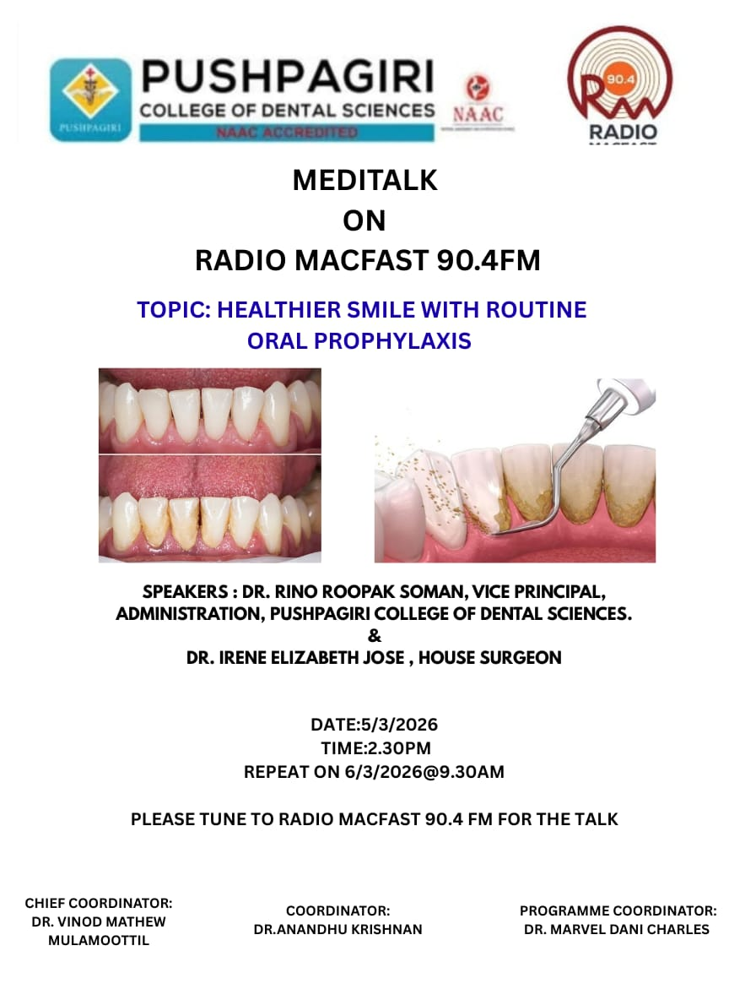 PUSHPAGIRI
PUSHPAGIRI
COLLEGE OF DENTAL SCIENCES
NAAC ACCREDITED
NAAC
90.4
RM
RADIO
MACFAST
MEDITALK
ON
RADIO MACFAST 90.4FM
TOPIC: HEALTHIER SMILE WITH ROUTINE
ORAL PROPHYLAXIS
SPEAKERS : DR. RINO ROOPAK SOMAN, VICE PRINCIPAL,
ADMINISTRATION, PUSHPAGIRI COLLEGE OF DENTAL SCIENCES.
&
DR. IRENE ELIZABETH JOSE , HOUSE SURGEON
DATE:5/3/2026
TIME:2.30PM
REPEAT ON 6/3/2026@9.30AM
PLEASE TUNE TO RADIO MACFAST 90.4 FM FOR THE TALK
CHIEF COORDINATOR:
DR. VINOD MATHEW
MULAMOOTTIL
COORDINATOR:
DR.ANANDHU KRISHNAN
PROGRAMME COORDINATOR:
DR. MARVEL DANI CHARLES